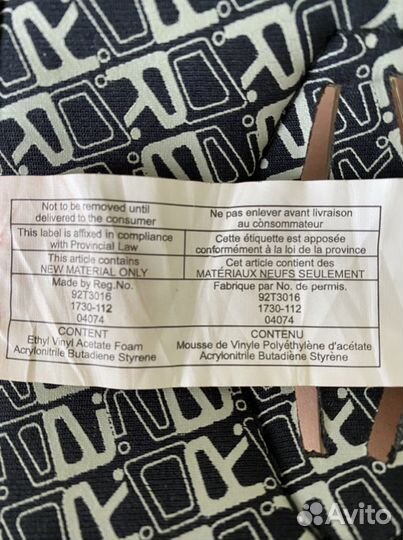 Not to be removed until
delivered to the consumer
Ne pas enlever avant livraison
au cònsommateur
This label is affixed in compliance
with Provincial Law
Cette étiquette est apposée
conformément à la loi de la province
This article contains
NEW MATERIAL ONLY
Cet article contient des
MATÉRIAUX NEUFS SEULEMENT
Made by Reg.No.
92T3016
1730-112
04074
Fabrique par No. de permis.
92T3016
1730-112
04074
CONTENT
Ethyl Vinyl Acetate Foam
Acrylonitrile Butadiene Styrene
CONTENU
Mousse de Vinyle Polyéthylène d'acétate
Acrylonitrile Butadiène Styrène
Avito